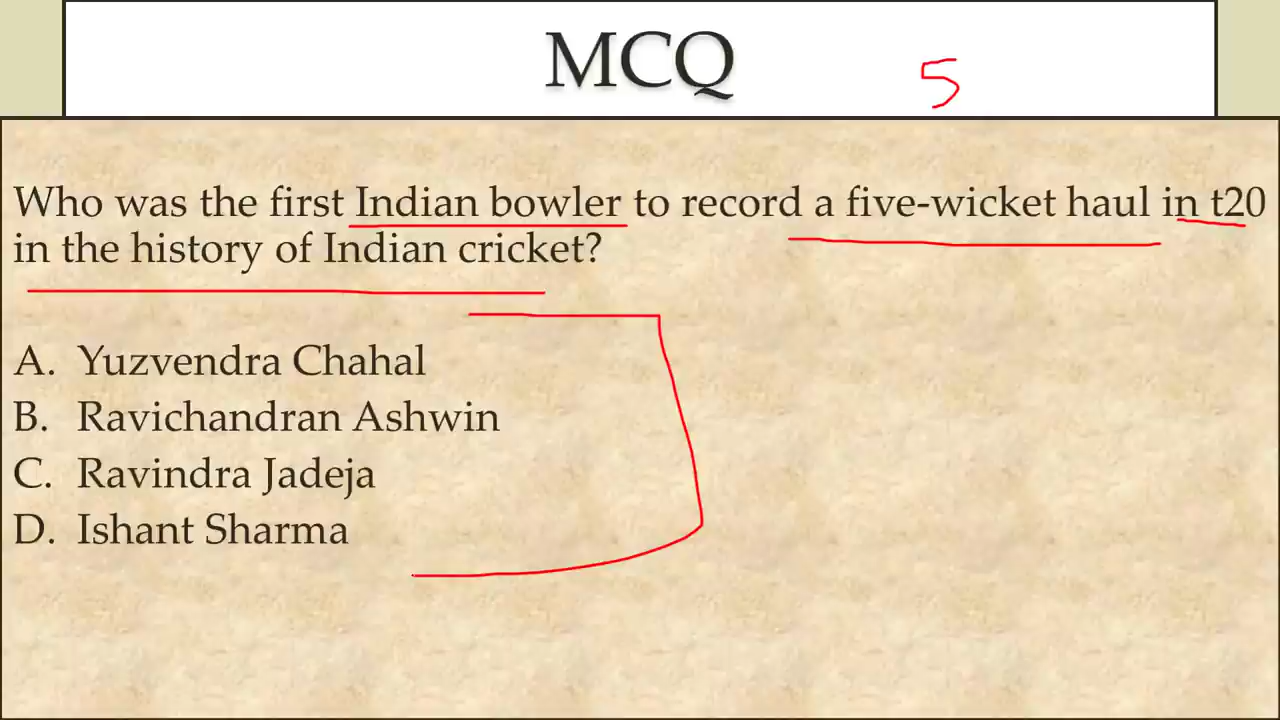 MCQ
5
Who was the first Indian bowler to record a five-wicket haul in t20
in the history of Indian cricket?
A. Yuzvendra Chahal
B. Ravichandran Ashwin
C. Ravindra Jadeja
D. Ishant Sharma